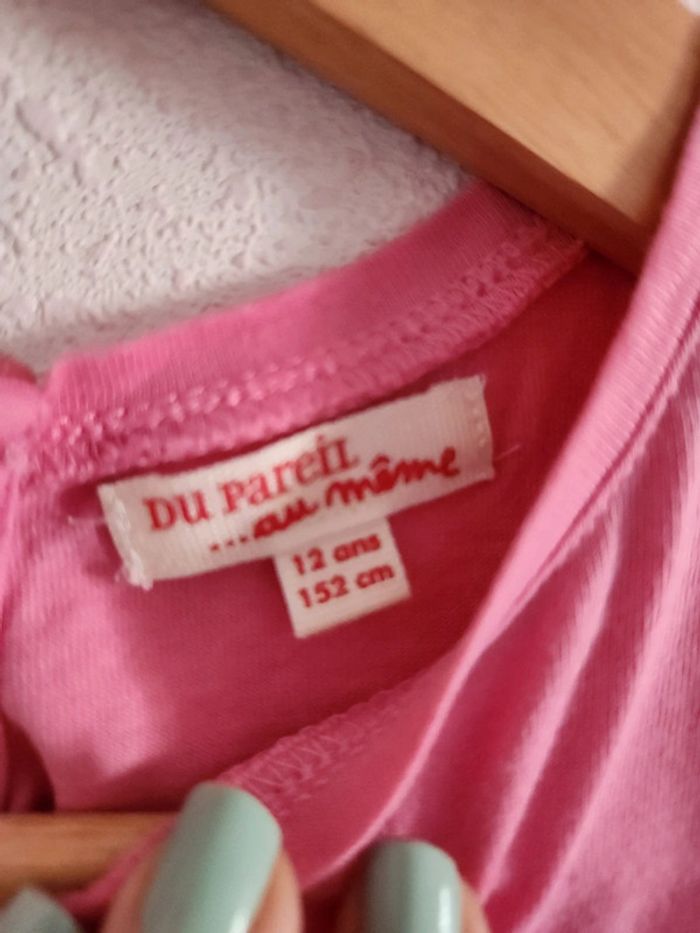 DU PAREIL
...au même
12 ans
152 cm